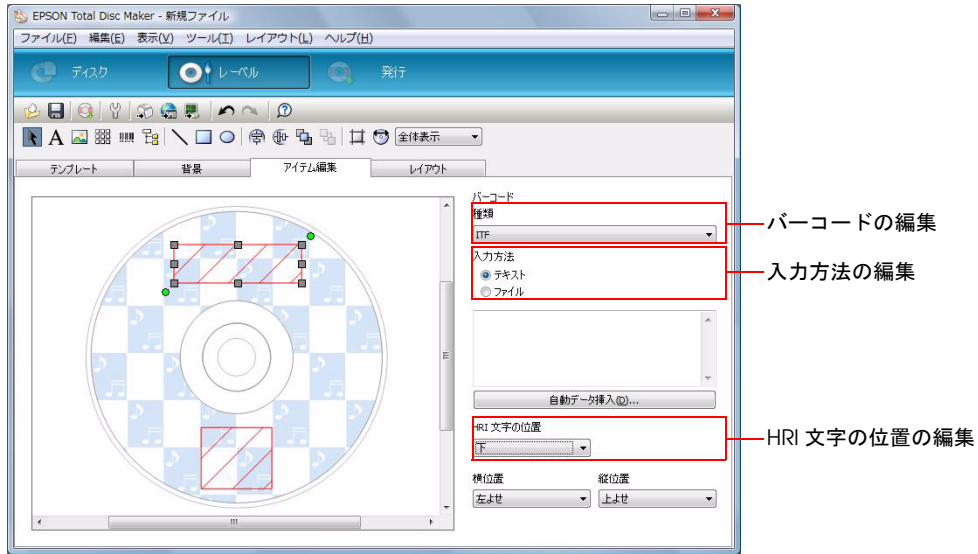 EPSON Total Disc Maker - 新規ファイル
ファイル(F) 編集(E) 表示(V) ツール(T) レイアウト(L) ヘルプ(H)
ディスク レーベル 発行
全体表示
テンプレート 背景 アイテム編集 レイアウト
バーコード
種類
ITF
バーコードの編集
入力方法
テキスト
ファイル
入力方法の編集
自動データ挿入(D)...
HRI 文字の位置
下
HRI 文字の位置の編集
横位置 縦位置
左よせ 上よせ